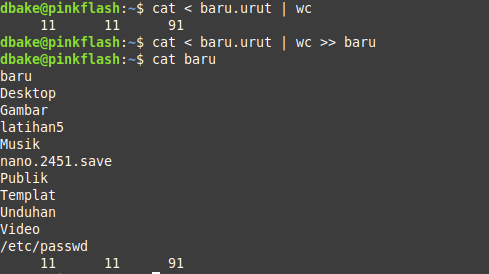 dbake@pinkflash:~$ cat < baru.urut | wc
     11      11      91
dbake@pinkflash:~$ cat < baru.urut | wc >> baru
dbake@pinkflash:~$ cat baru
baru
Desktop
Gambar
latihan5
Musik
nano.2451.save
Publik
Templat
Unduhan
Video
/etc/passwd
     11      11      91